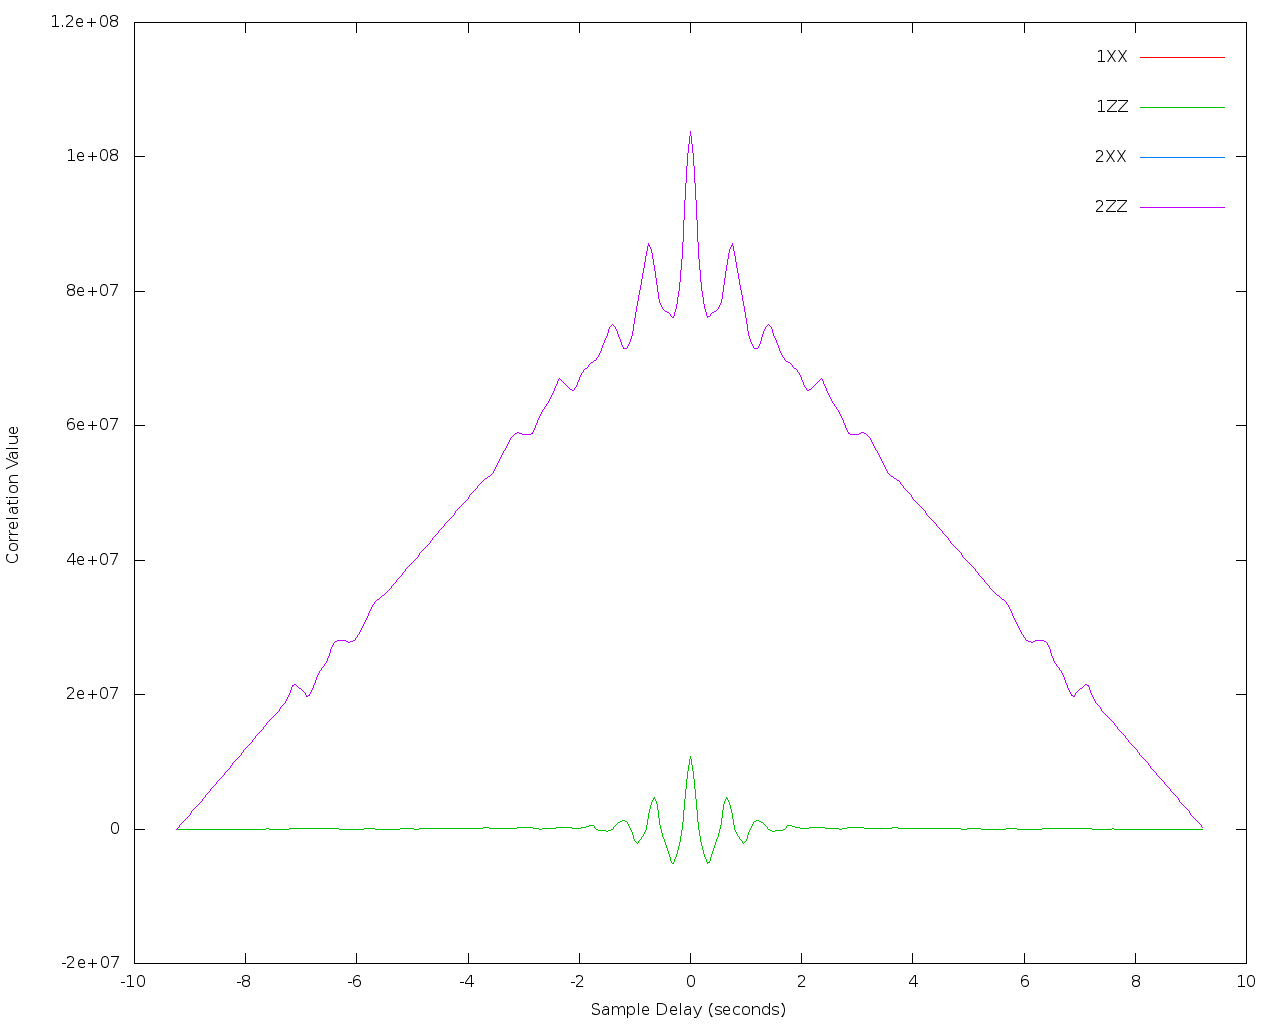 1.2e+08
1e+08
8e+07
6e+07
4e+07
2e+07
0
-2e+07
-10
-8
-6
-4
-2
0
2
4
6
8
10
Sample Delay (seconds)
Correlation Value
1XX
1ZZ
2XX
2ZZ